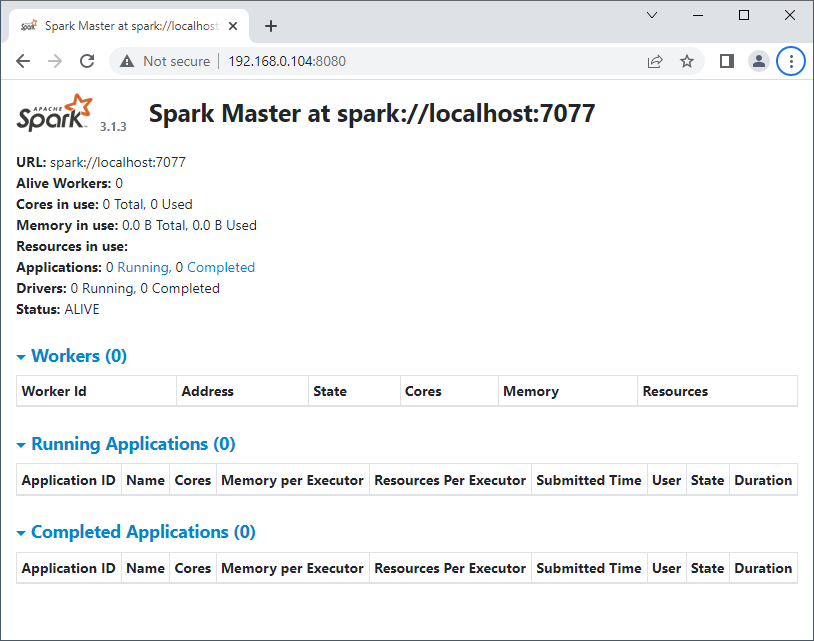 Spark Master at spark://localhost
Not secure
192.168.0.104:8080
APACHE
Spark 3.1.3
Spark Master at spark://localhost:7077
URL: spark://localhost:7077
Alive Workers: 0
Cores in use: 0 Total, 0 Used
Memory in use: 0.0 B Total, 0.0 B Used
Resources in use:
Applications: 0 Running, 0 Completed
Drivers: 0 Running, 0 Completed
Status: ALIVE
Workers (0)
Worker Id Address State Cores Memory Resources
Running Applications (0)
Application ID Name Cores Memory per Executor Resources Per Executor Submitted Time User State Duration
Completed Applications (0)
Application ID Name Cores Memory per Executor Resources Per Executor Submitted Time User State Duration